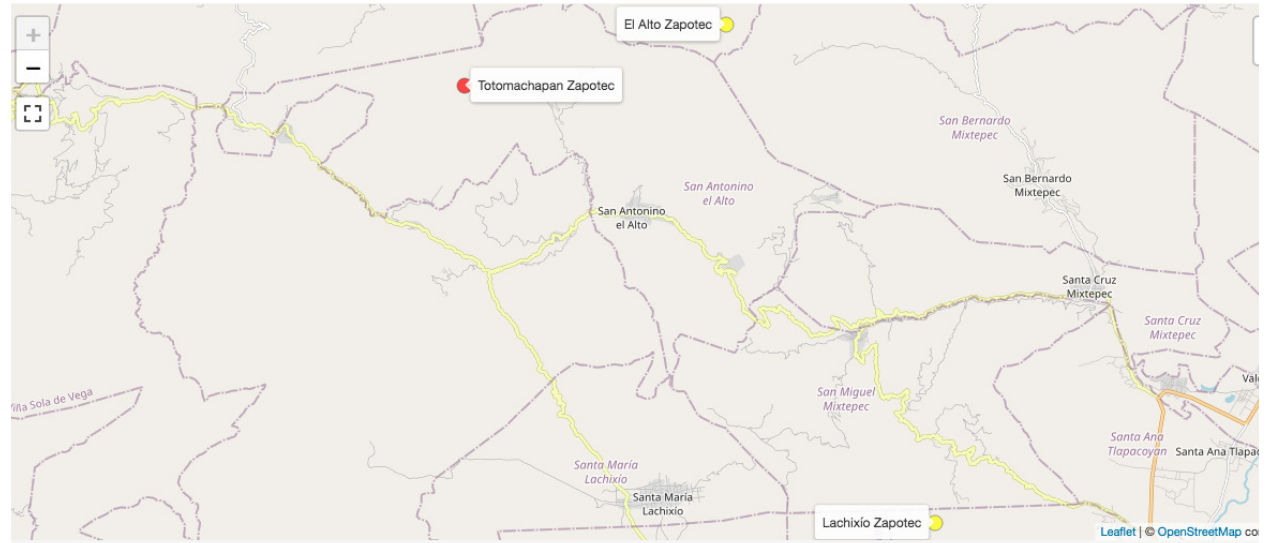 El Alto Zapotec
+
−
Totomachapan Zapotec
San Bernardo
Mixtepec
San Bernardo
Mixtepec
San Antonino
el Alto
San Antonino
el Alto
Santa Cruz
Mixtepec
Santa Cruz
Mixtepec
Villa Sola de Vega
San Miguel
Mixtepec
Val
Santa Ana
Tlapacoyan
Santa Ana Tlapac
Santa María
Lachixío
Santa María
Lachixío
Lachixío Zapotec
Leaflet | © OpenStreetMap co